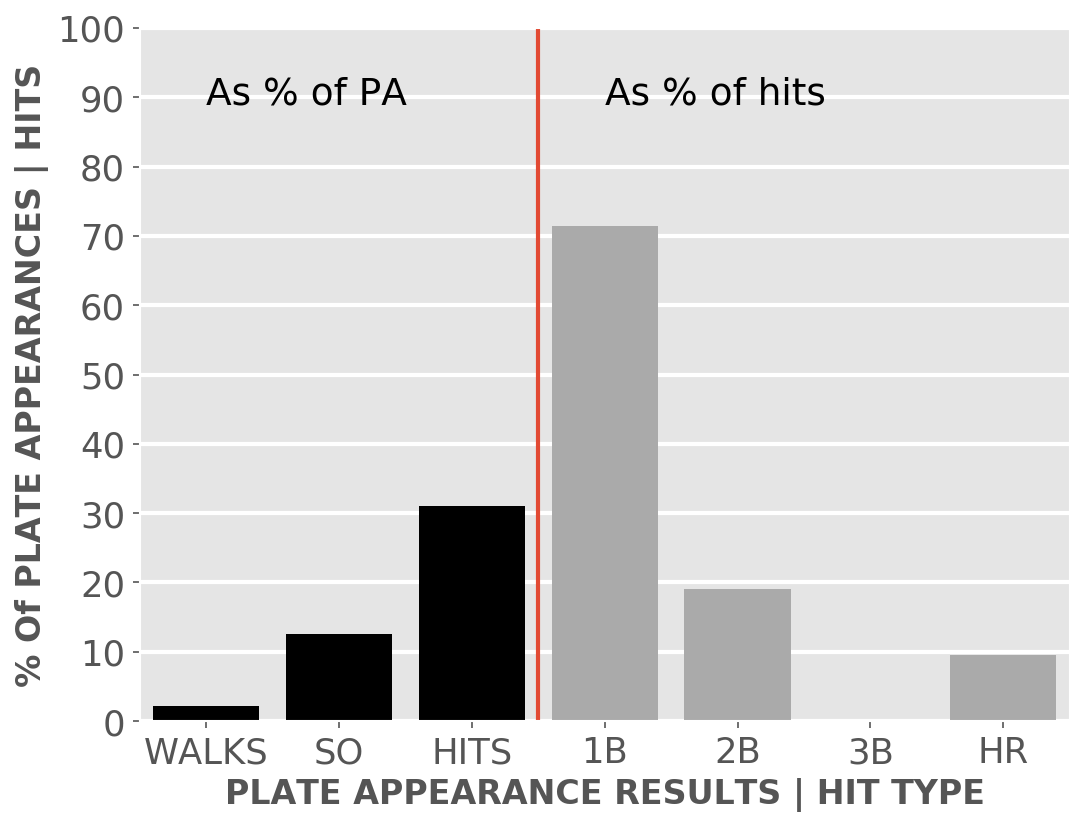 100
90
80
70
60
50
40
30
20
10
0
% Of PLATE APPEARANCES | HITS
As % of PA
As % of hits
WALKS SO HITS 1B 2B 3B HR
PLATE APPEARANCE RESULTS | HIT TYPE